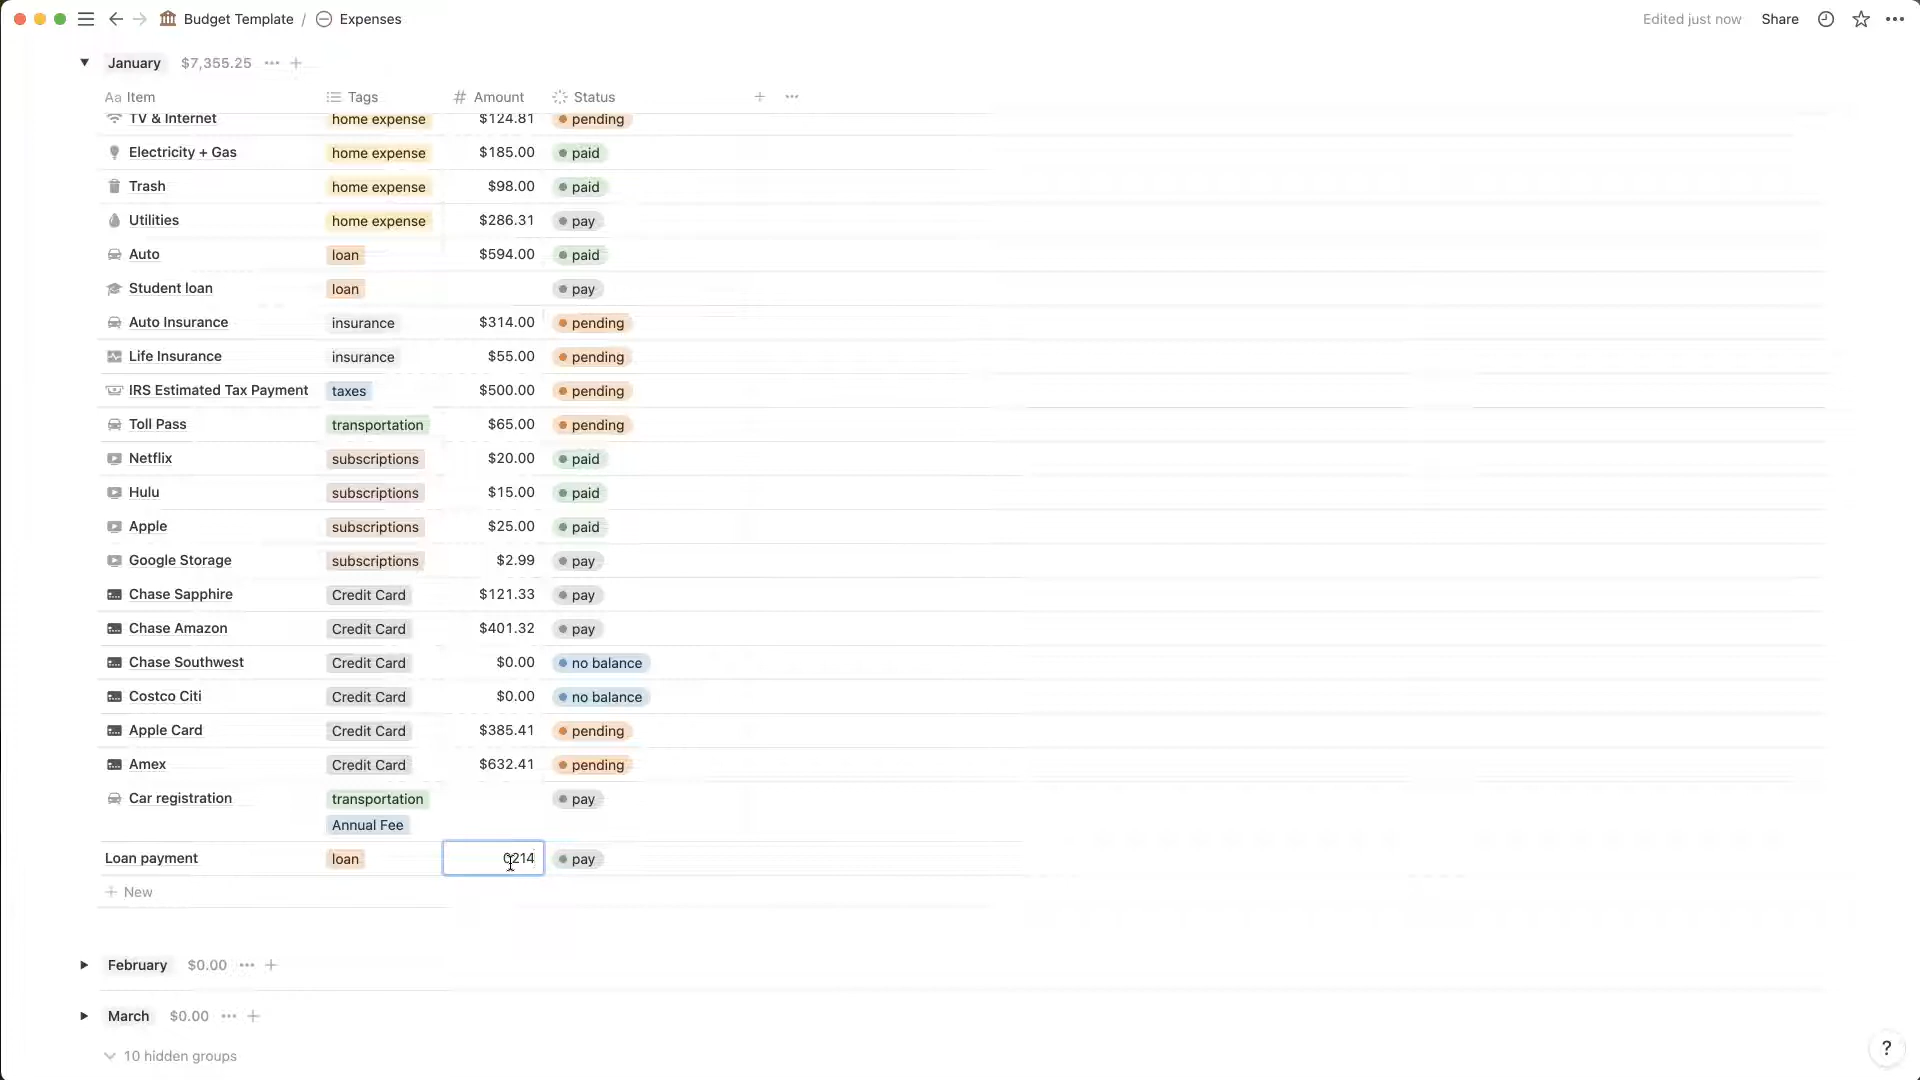 Budget Template / Expenses Edited just now Share
January $7,355.25
Aa Item Tags # Amount Status
TV & Internet home expense $124.81 pending
Electricity + Gas home expense $185.00 paid
Trash home expense $98.00 paid
Utilities home expense $286.31 pay
Auto loan $594.00 paid
Student loan loan pay
Auto Insurance insurance $314.00 pending
Life Insurance insurance $55.00 pending
IRS Estimated Tax Payment taxes $500.00 pending
Toll Pass transportation $65.00 pending
Netflix subscriptions $20.00 paid
Hulu subscriptions $15.00 paid
Apple subscriptions $25.00 paid
Google Storage subscriptions $2.99 pay
Chase Sapphire Credit Card $121.33 pay
Chase Amazon Credit Card $401.32 pay
Chase Southwest Credit Card $0.00 no balance
Costco Citi Credit Card $0.00 no balance
Apple Card Credit Card $385.41 pending
Amex Credit Card $632.41 pending
Car registration transportation pay
Annual Fee
Loan payment loan 0214 pay
+ New
February $0.00
March $0.00
10 hidden groups
?